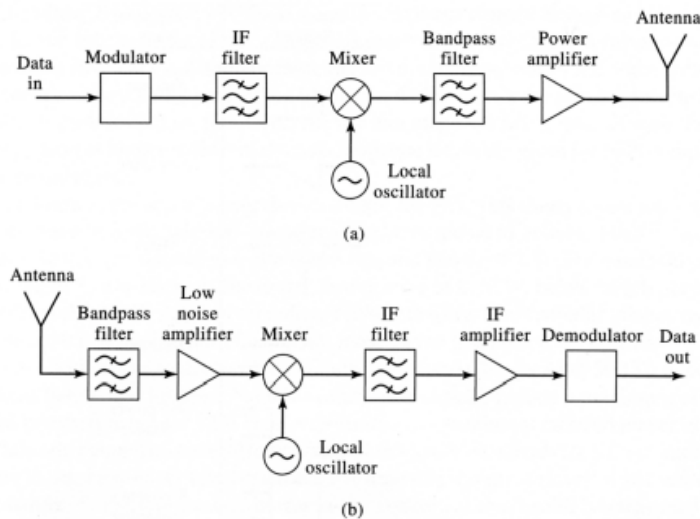 Antenna
Power
amplifier
Bandpass
filter
Mixer
IF
filter
Modulator
Data
in
Local
oscillator
(a)
Antenna
Bandpass
filter
Low
noise
amplifier
Mixer
IF
filter
IF
amplifier
Demodulator
Data
out
Local
oscillator
(b)